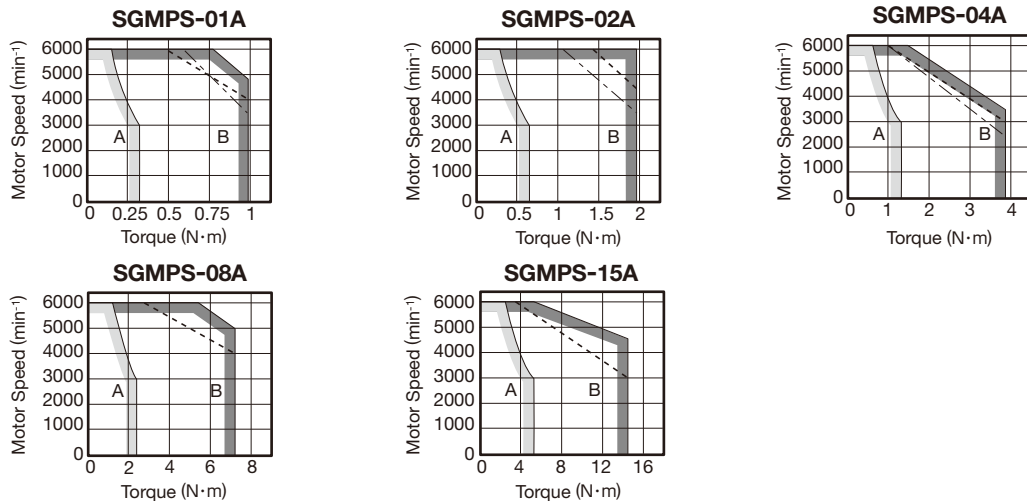 SGMPS-01A
Motor Speed (min⁻¹)
6000
5000
4000
3000
2000
1000
0
A
B
0 0.25 0.5 0.75 1
Torque (N·m)
SGMPS-02A
Motor Speed (min⁻¹)
6000
5000
4000
3000
2000
1000
0
A
B
0 0.5 1 1.5 2
Torque (N·m)
SGMPS-04A
Motor Speed (min⁻¹)
6000
5000
4000
3000
2000
1000
0
A
B
0 1 2 3 4
Torque (N·m)
SGMPS-08A
Motor Speed (min⁻¹)
6000
5000
4000
3000
2000
1000
0
A
B
0 2 4 6 8
Torque (N·m)
SGMPS-15A
Motor Speed (min⁻¹)
6000
5000
4000
3000
2000
1000
0
A
B
0 4 8 12 16
Torque (N·m)